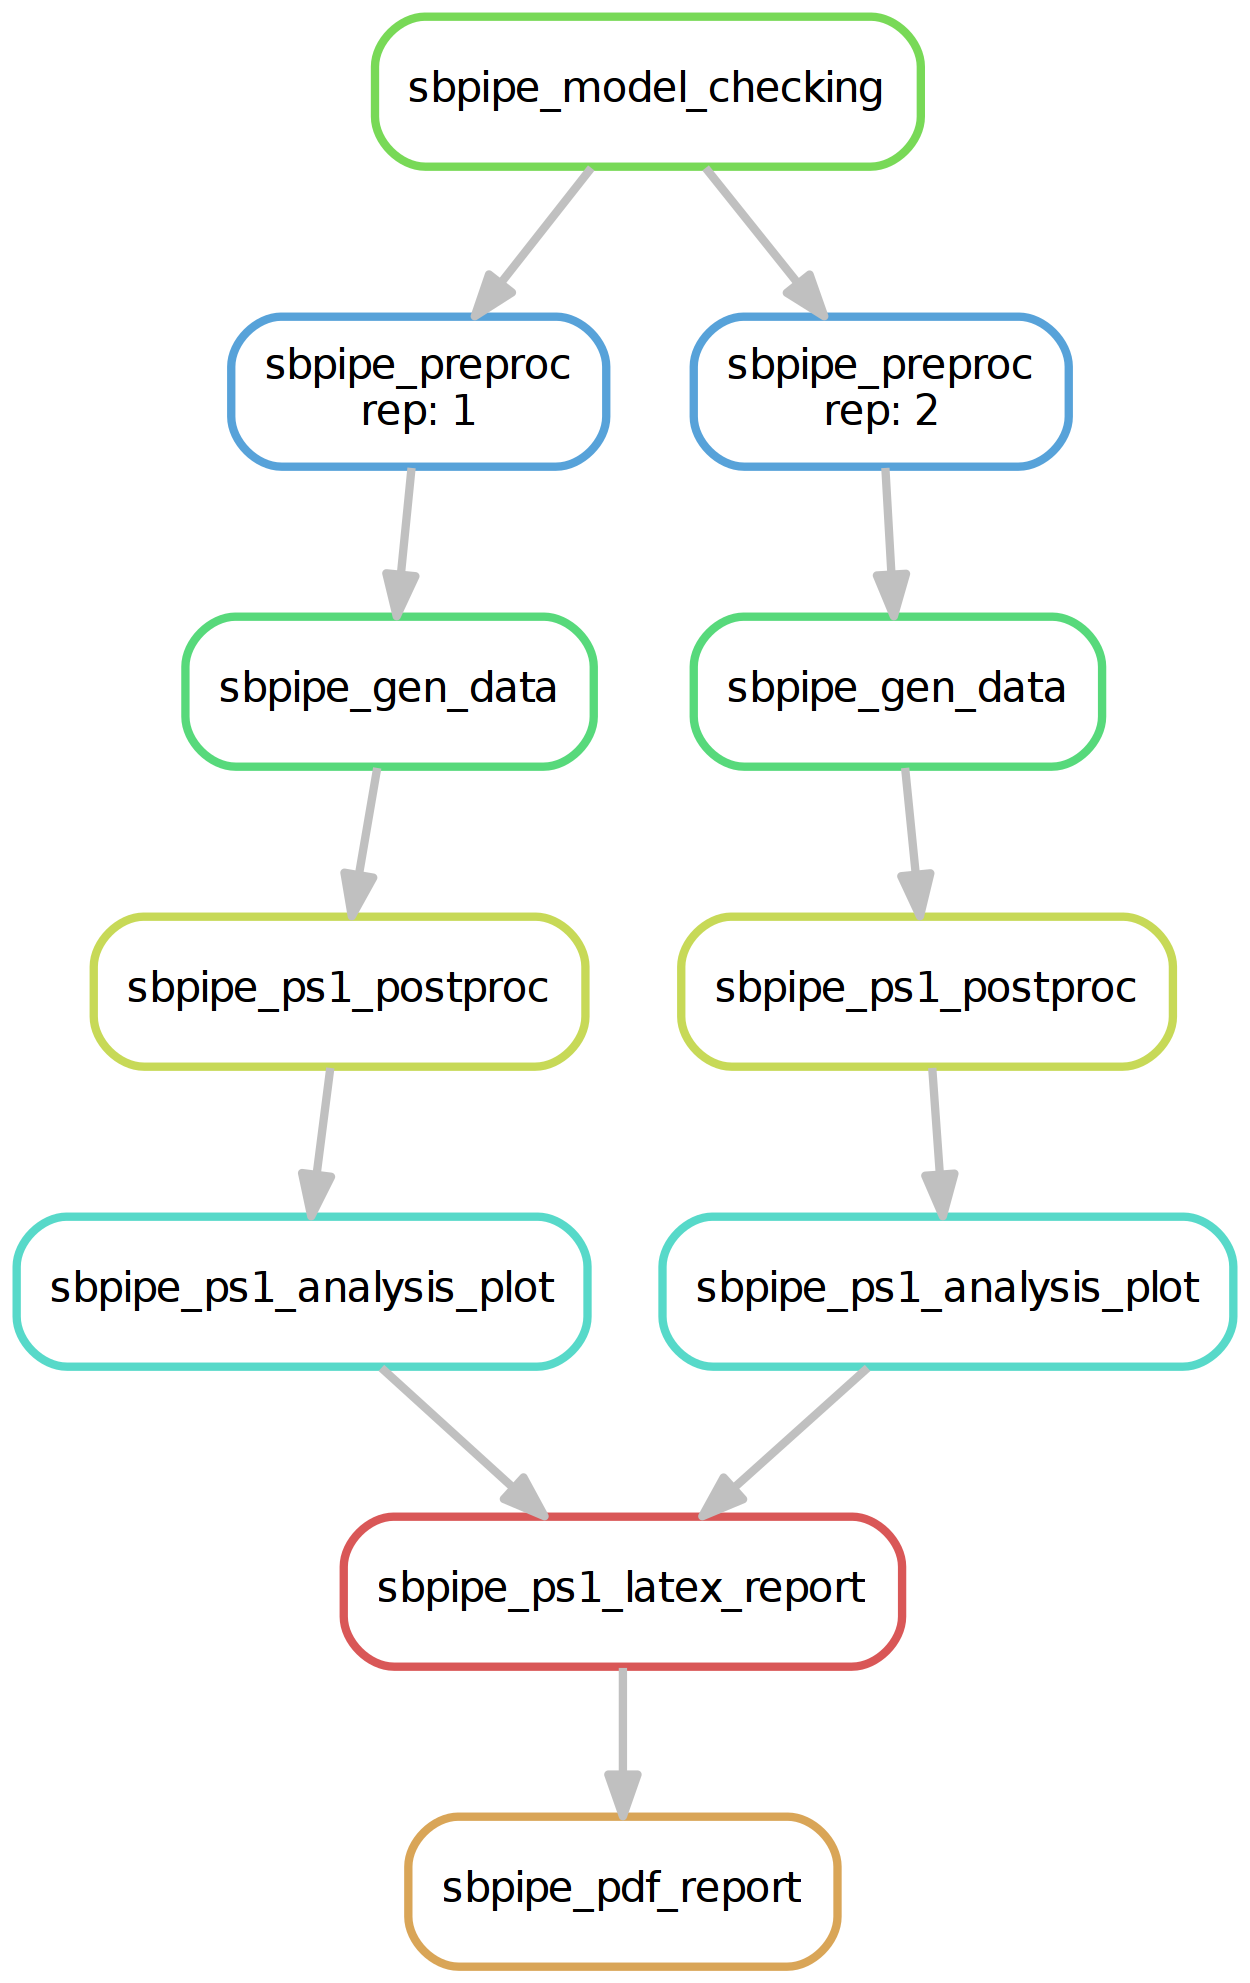 sbpipe_model_checking
sbpipe_preproc
rep: 1
sbpipe_preproc
rep: 2
sbpipe_gen_data
sbpipe_gen_data
sbpipe_ps1_postproc
sbpipe_ps1_postproc
sbpipe_ps1_analysis_plot
sbpipe_ps1_analysis_plot
sbpipe_ps1_latex_report
sbpipe_pdf_report